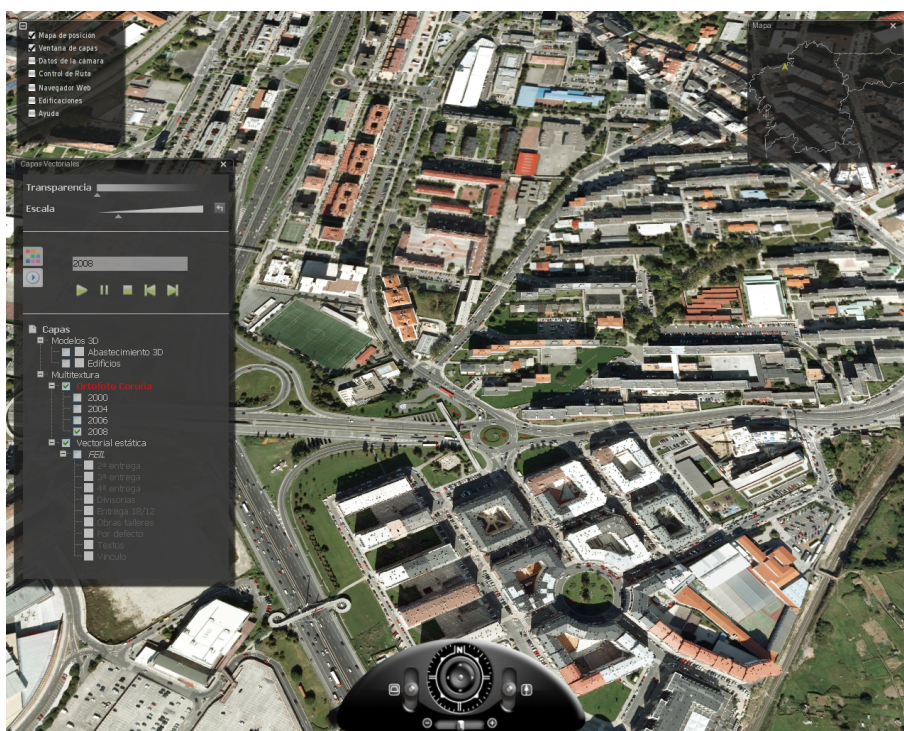 Mapa de posicion
Ventana de capas
Datos de la cámara
Control de Ruta
Navegador Web
Edificaciones
Ayuda
Mapa
Capas Vectoriales
Transparencia
Escala
2008
Capas
Modelos 3D
Abastecimiento 3D
Edificios
Multitextura
Ortofoto Coruña
2000
2004
2006
2008
Vectorial estática
FEIL
2ª entrega
3ª entrega
4ª entrega
Divisorias
Entrega 18/12
Obras talleres
Por defecto
Textos
Vinculo
N